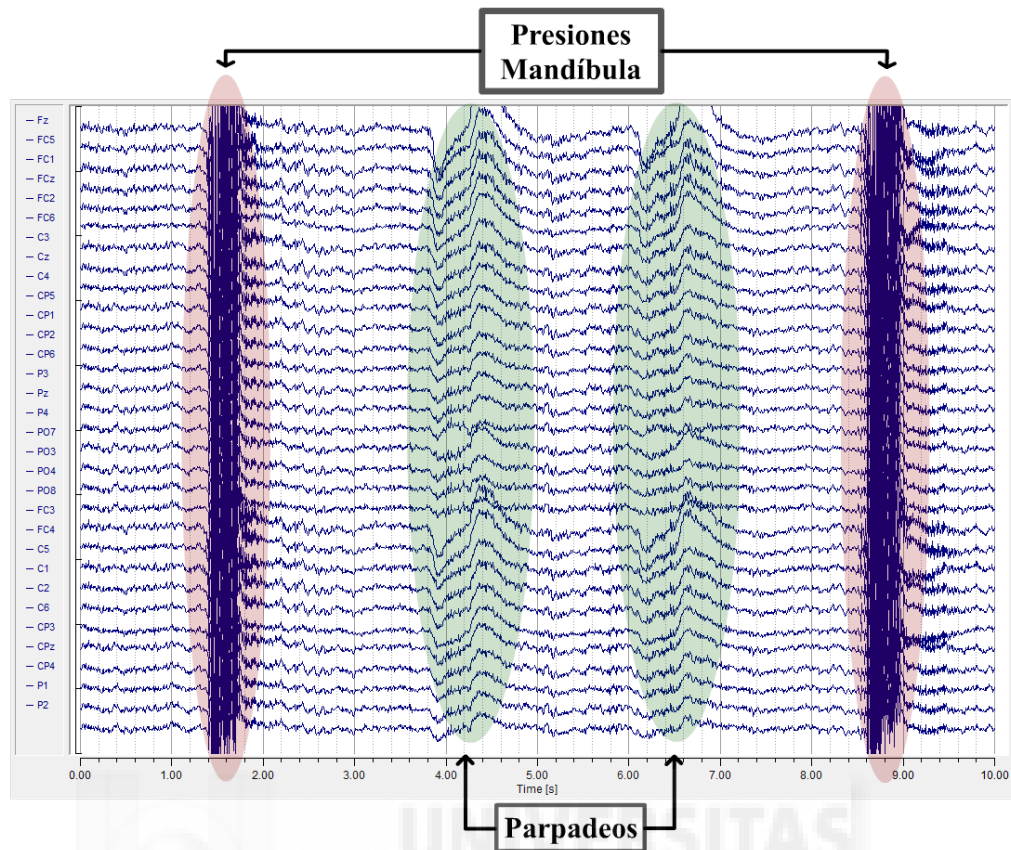 Presiones
Mandíbula
Fz
FC5
FC1
FCz
FC2
FC6
C3
Cz
C4
CP5
CP1
CP2
CP6
P3
Pz
P4
PO7
PO3
PO4
PO8
FC3
FC4
C5
C1
C2
C6
CP3
CPz
CP4
P1
P2
0.00 1.00 2.00 3.00 4.00 5.00 6.00 7.00 8.00 9.00 10.00
Time [s]
Parpadeos
UNIVERSITAS